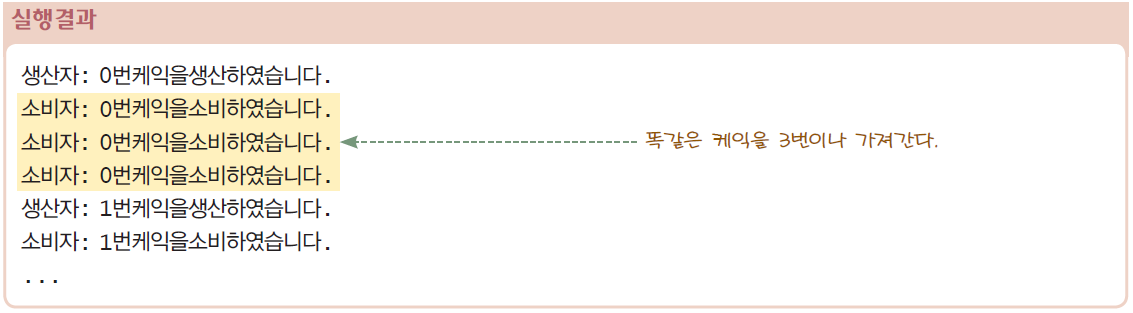 실행결과
생산자: 0번케익을생산하였습니다.
소비자: 0번케익을소비하였습니다.
소비자: 0번케익을소비하였습니다.
똑같은 케익을 3번이나 가져간다.
소비자: 0번케익을소비하였습니다.
생산자: 1번케익을생산하였습니다.
소비자: 1번케익을소비하였습니다.
...